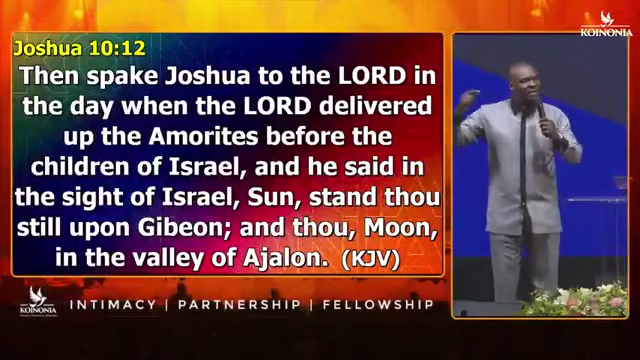 Joshua 10:12
Then spake Joshua to the LORD in
the day when the LORD delivered
up the Amorites before the
children of Israel, and he said in
the sight of Israel, Sun, stand thou
still upon Gibeon; and thou, Moon,
in the valley of Ajalon. (KJV)
KOINONIA
KOINONIA
INTIMACY | PARTNERSHIP | FELLOWSHIP